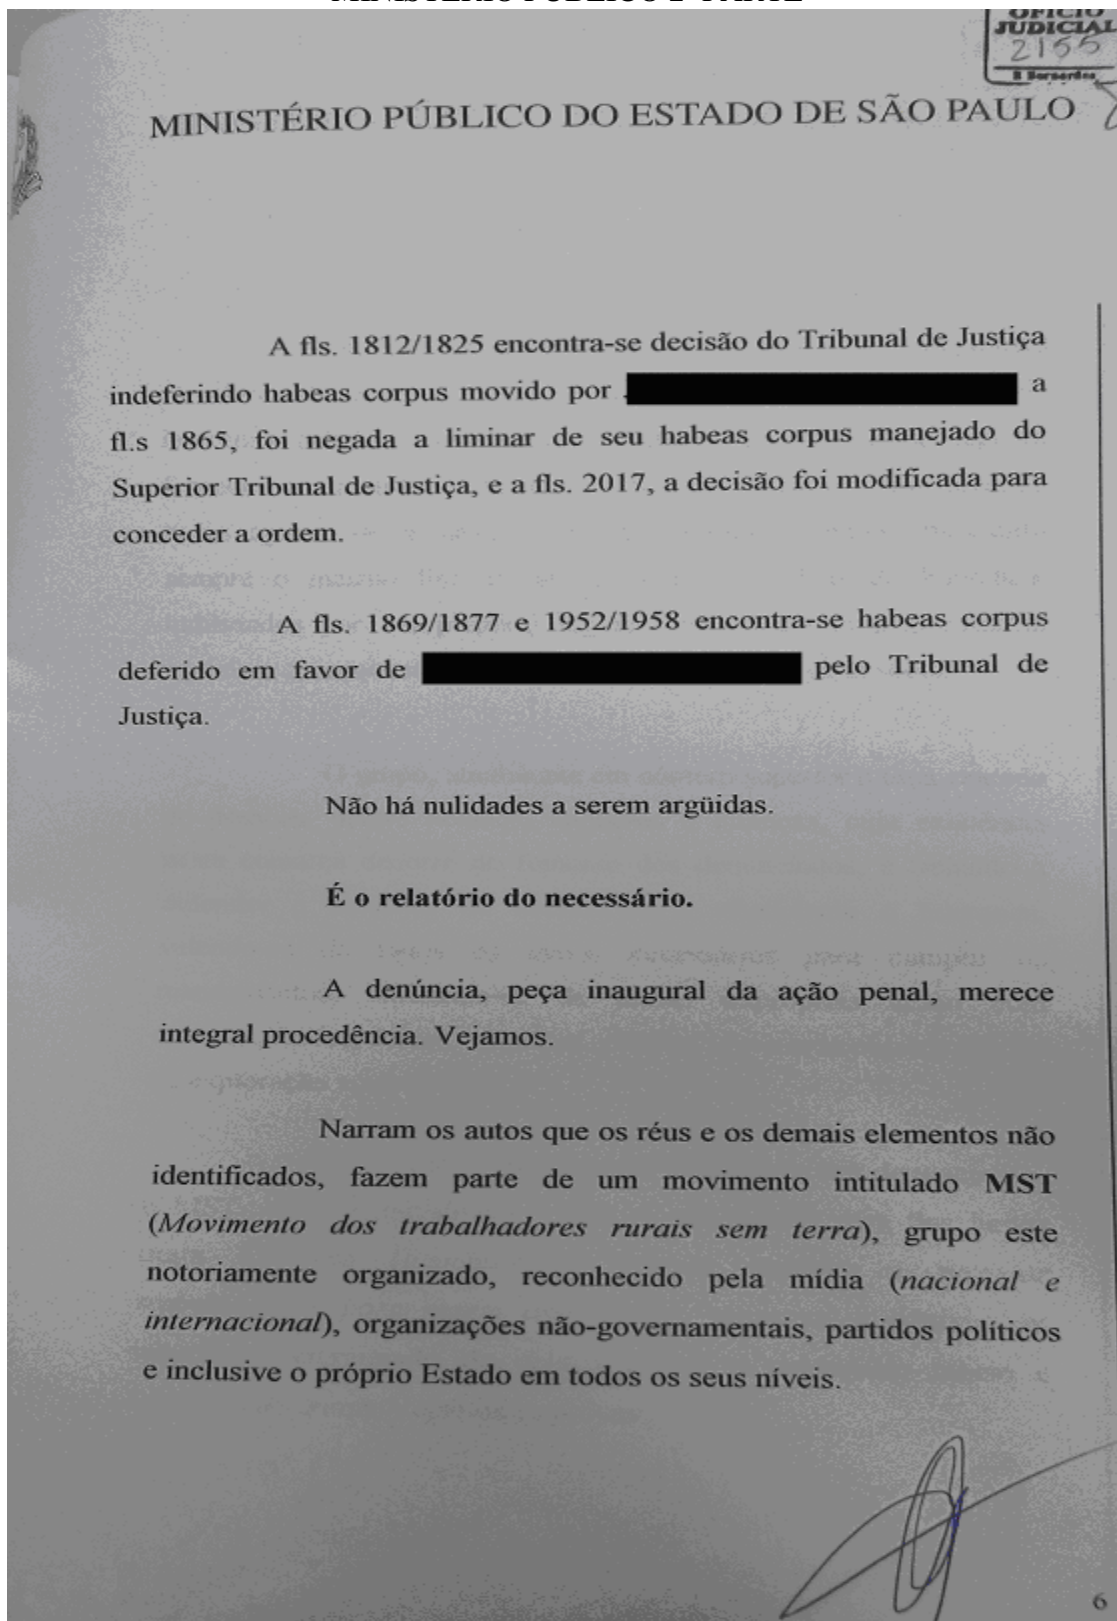 MINISTÉRIO PÚBLICO 2ª PARTE
OFICIO
JUDICIAL
2155
MINISTÉRIO PÚBLICO DO ESTADO DE SÃO PAULO
A fls. 1812/1825 encontra-se decisão do Tribunal de Justiça
indeferindo habeas corpus movido por a
fl.s 1865, foi negada a liminar de seu habeas corpus manejado do
Superior Tribunal de Justiça, e a fls. 2017, a decisão foi modificada para
conceder a ordem.
A fls. 1869/1877 e 1952/1958 encontra-se habeas corpus
deferido em favor de pelo Tribunal de
Justiça.
Não há nulidades a serem argüidas.
É o relatório do necessário.
A denúncia, peça inaugural da ação penal, merece
integral procedência. Vejamos.
Narram os autos que os réus e os demais elementos não
identificados, fazem parte de um movimento intitulado MST
(Movimento dos trabalhadores rurais sem terra), grupo este
notoriamente organizado, reconhecido pela mídia (nacional e
internacional), organizações não-governamentais, partidos políticos
e inclusive o próprio Estado em todos os seus níveis.
6